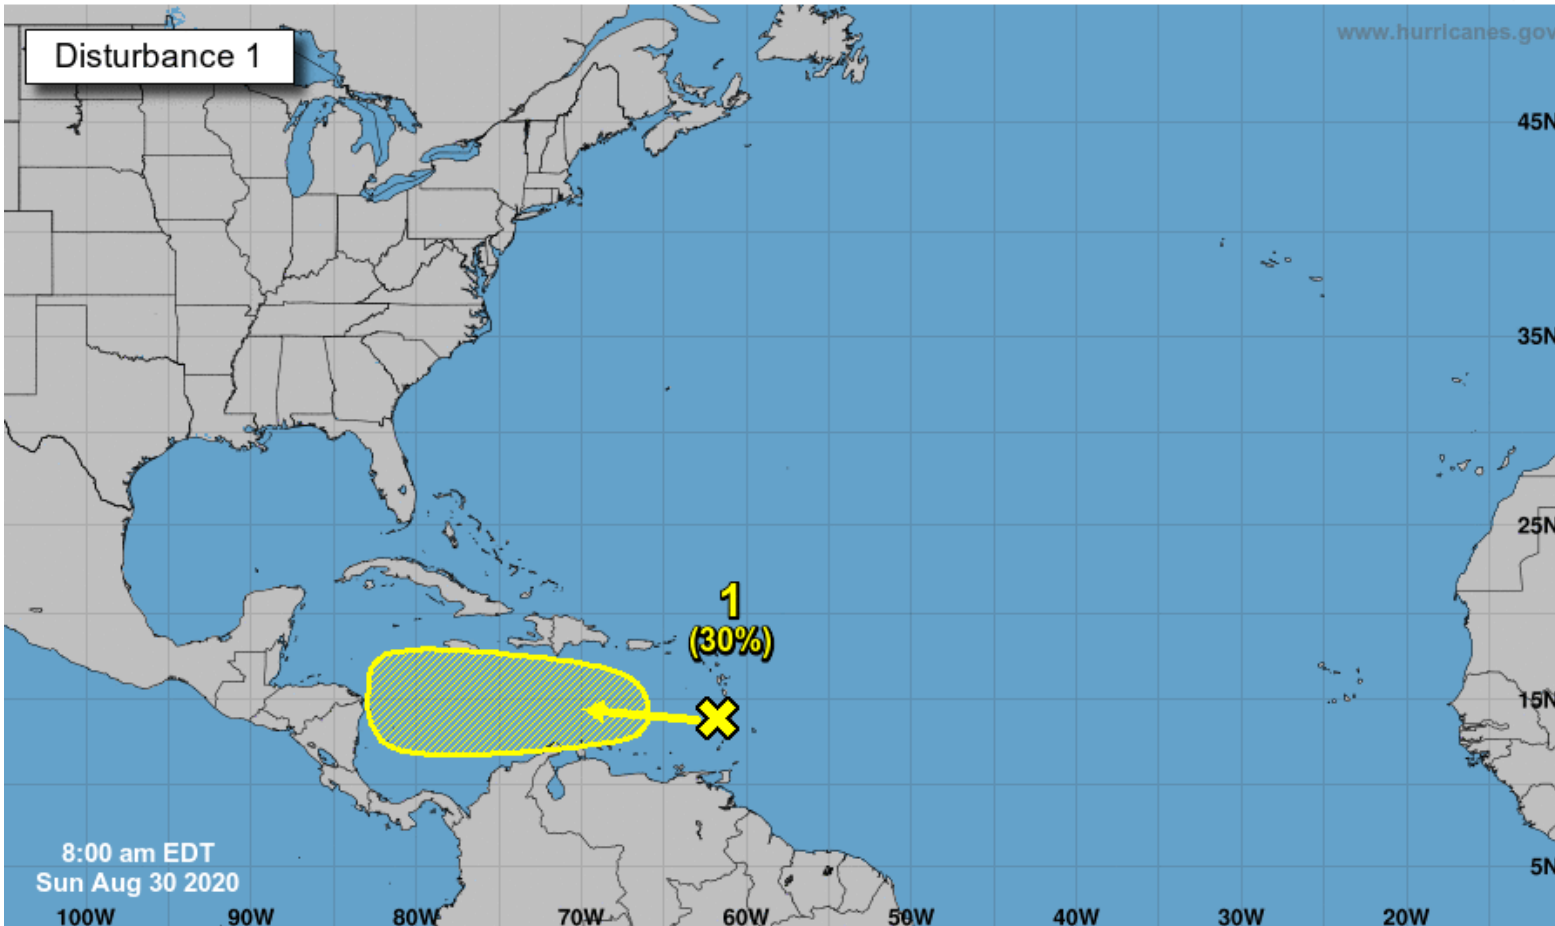 Disturbance 1
www.hurricanes.gov
45N
35N
25N
1
(30%)
15N
8:00 am EDT
Sun Aug 30 2020
5N
100W 90W 80W 70W 60W 50W 40W 30W 20W